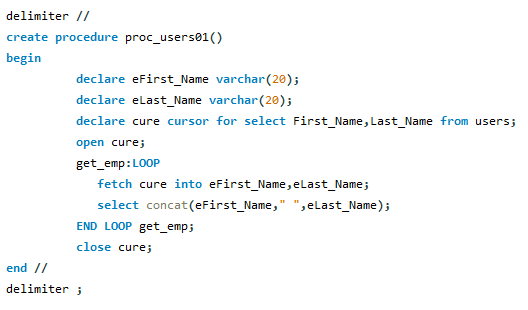 delimiter //
create procedure proc_users01()
begin
declare eFirst_Name varchar(20);
declare eLast_Name varchar(20);
declare cure cursor for select First_Name,Last_Name from users;
open cure;
get_emp:LOOP
fetch cure into eFirst_Name,eLast_Name;
select concat(eFirst_Name," ",eLast_Name);
END LOOP get_emp;
close cure;
end //
delimiter ;